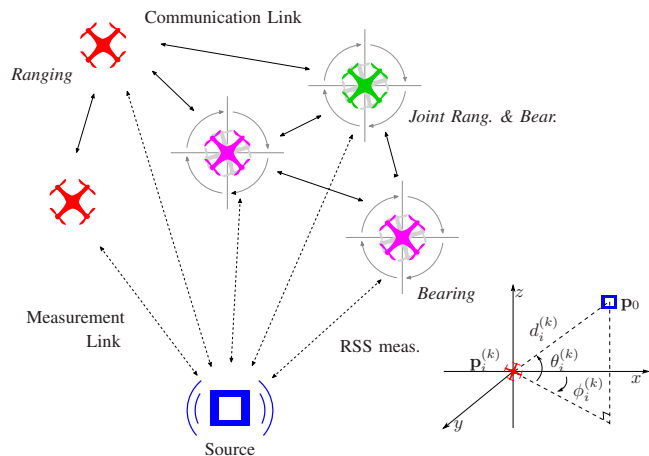 Communication Link
Ranging
Joint Rang. & Bear.
Bearing
Measurement
Link
RSS meas.
Source
z
p_0
d_i^{(k)}
p_i^{(k)}
θ_i^{(k)}
x
ϕ_i^{(k)}
y